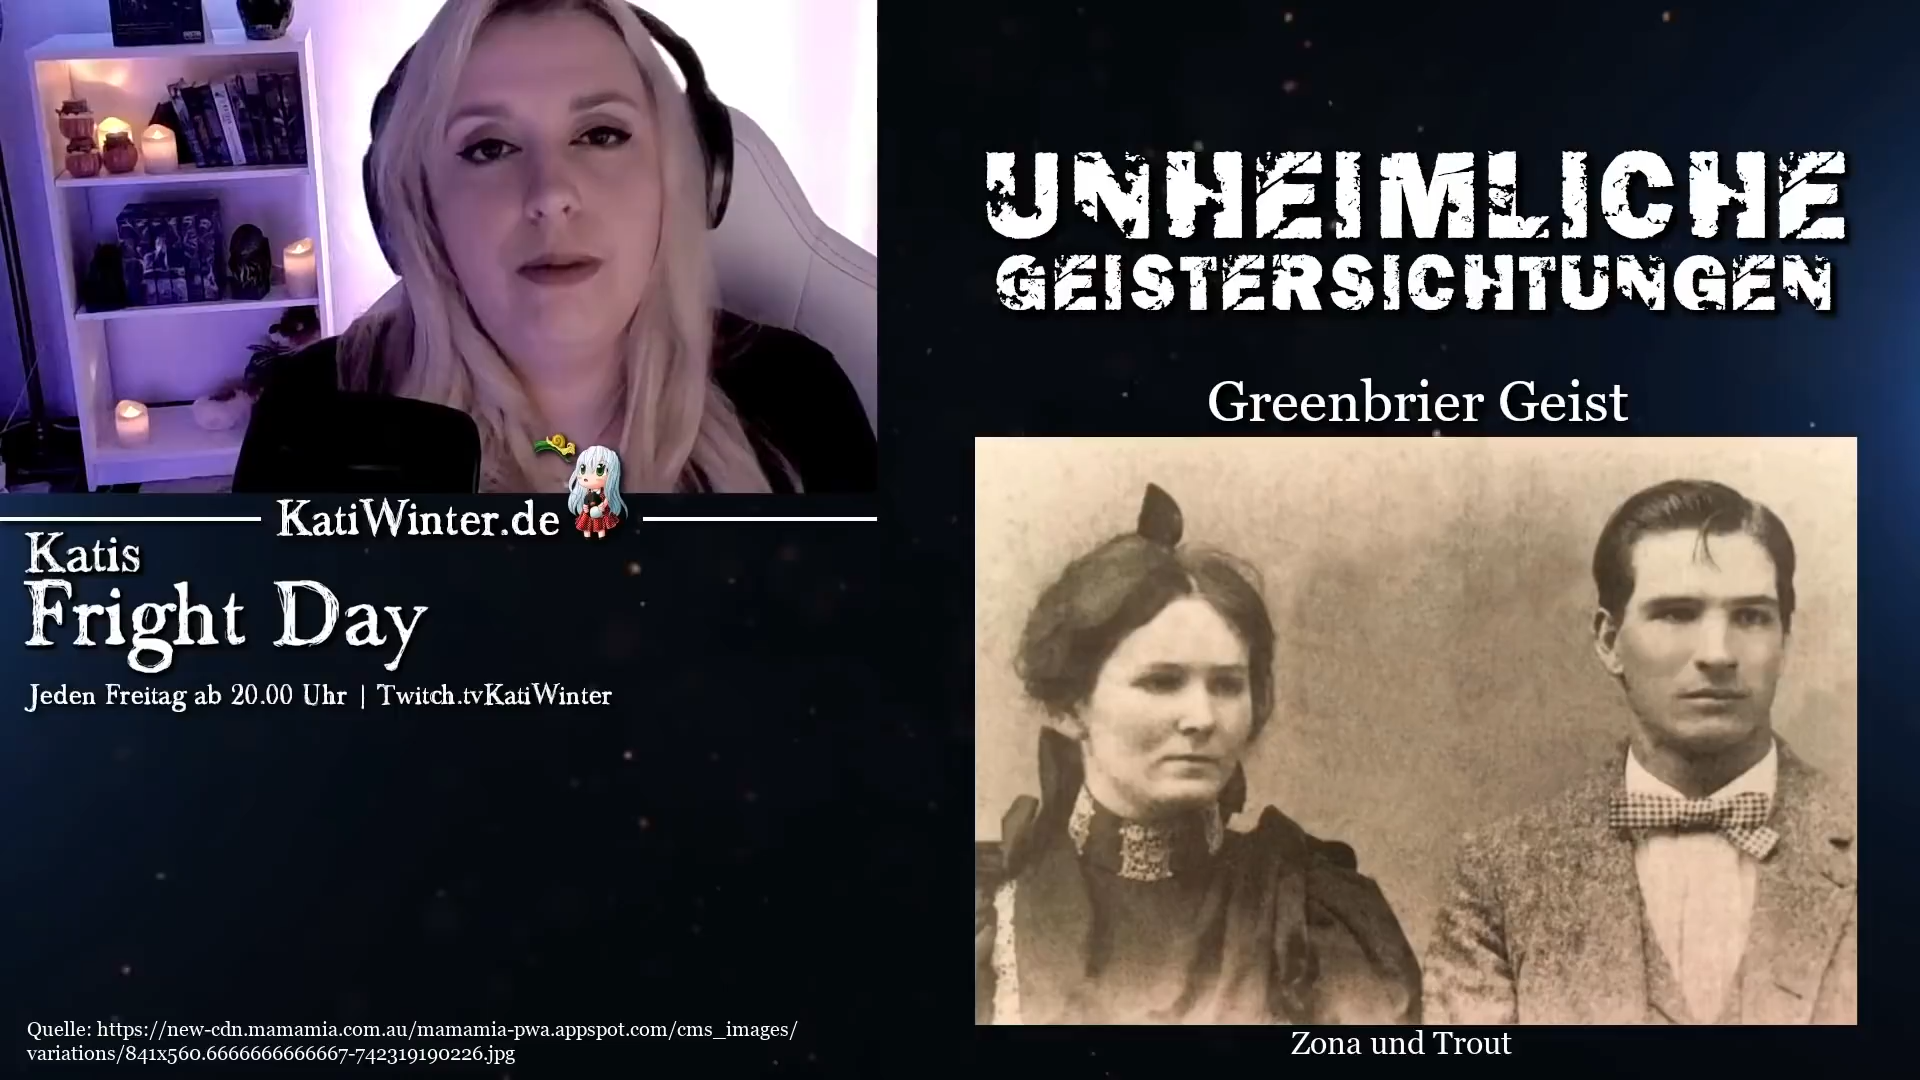 KatiWinter.de
Katis
Fright Day
Jeden Freitag ab 20.00 Uhr | Twitch.tvKatiWinter
UNHEIMLICHE
GEISTERSICHTUNGEN
Greenbrier Geist
Zona und Trout
Quelle: https://new-cdn.mamamia.com.au/mamamia-pwa.appspot.com/cms_images/
variations/841x560.6666666666667-742319190226.jpg